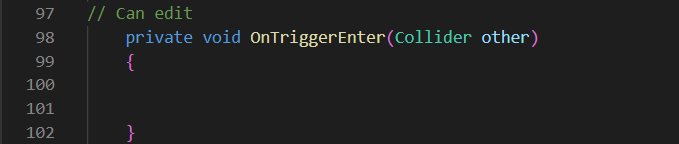 97 // Can edit
98 private void OnTriggerEnter(Collider other)
99 {
100
101
102 }